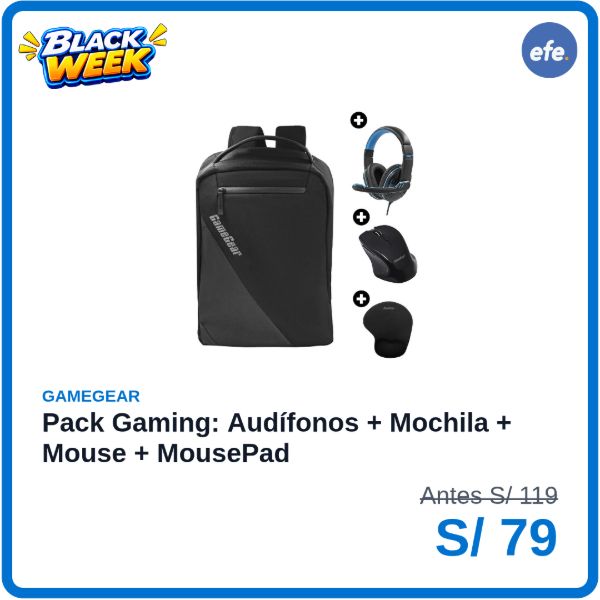 BLACK
WEEK
efe.
GameGear
GAMEGEAR
Pack Gaming: Audífonos + Mochila +
Mouse + MousePad
Antes S/ 119
S/ 79